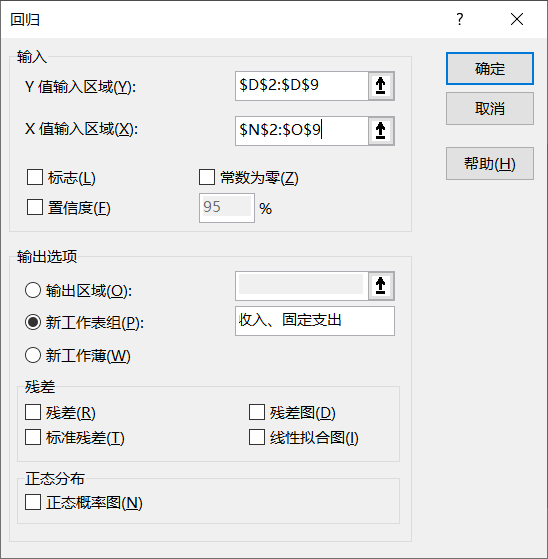 回归
?
输入
Y 值输入区域(Y):
$D$2:$D$9
X 值输入区域(X):
$N$2:$O$9
标志(L)
常数为零(Z)
置信度(F)
95
%
确定
取消
帮助(H)
输出选项
输出区域(O):
新工作表组(P):
收入、固定支出
新工作薄(W)
残差
残差(R)
残差图(D)
标准残差(T)
线性拟合图(I)
正态分布
正态概率图(N)